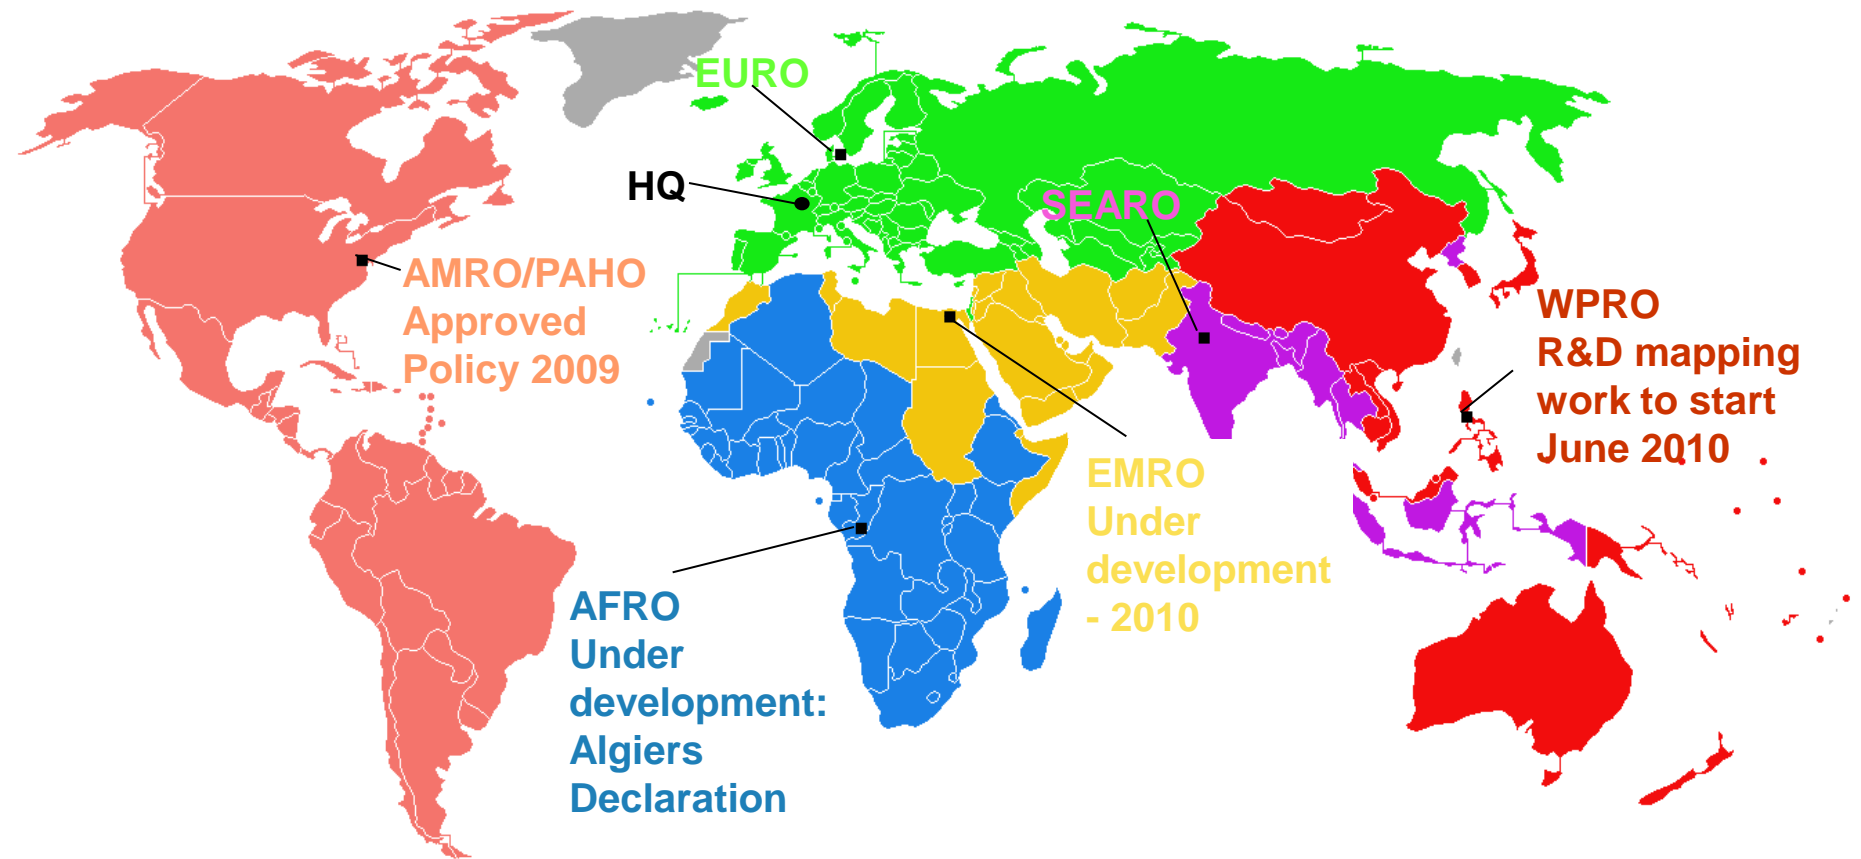 EURO
HQ
SEARO
AMRO/PAHO
Approved
Policy 2009
WPRO
R&D mapping
work to start
June 2010
EMRO
Under
development
- 2010
AFRO
Under
development:
Algiers
Declaration